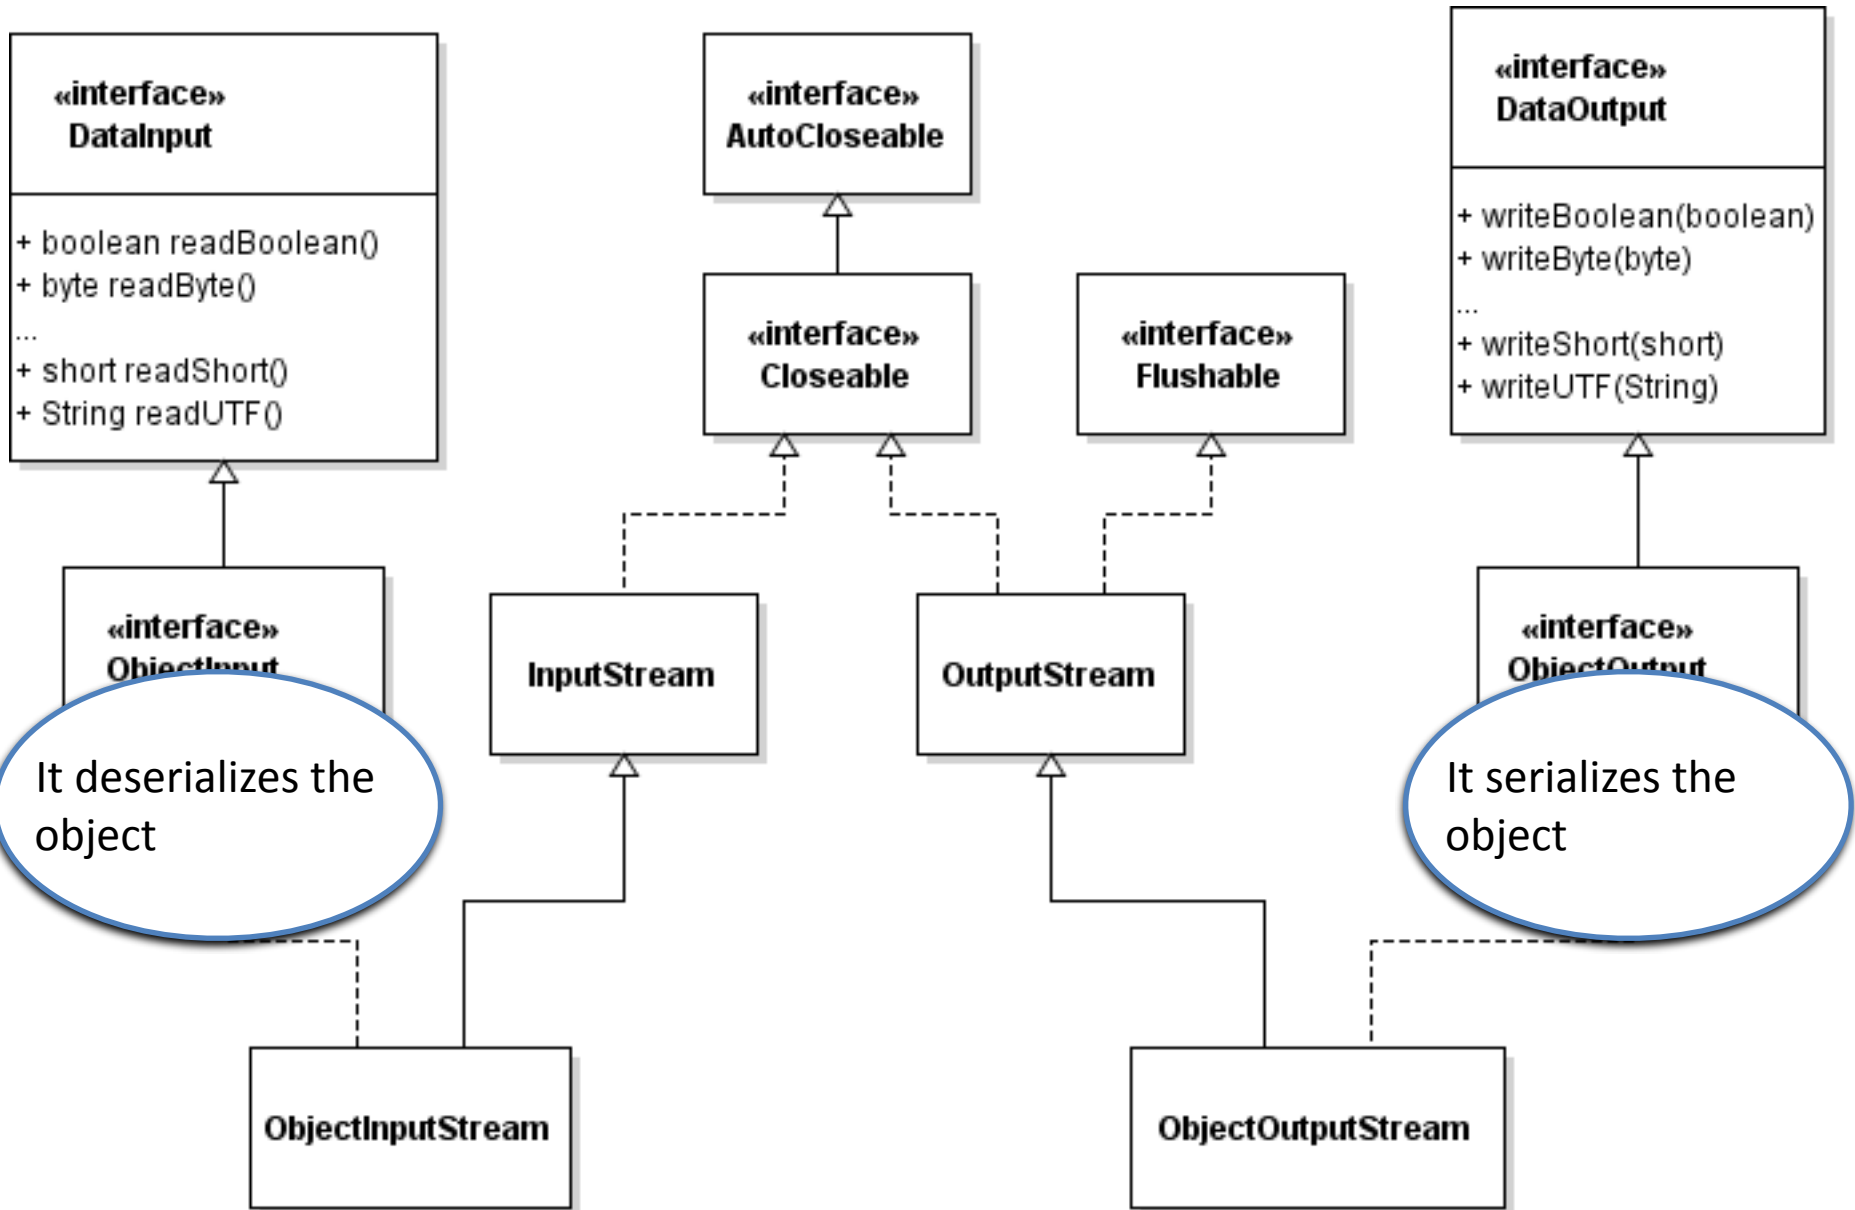 «interface»
DataInput
+ boolean readBoolean()
+ byte readByte()
...
+ short readShort()
+ String readUTF()
«interface»
AutoCloseable
«interface»
DataOutput
+ writeBoolean(boolean)
+ writeByte(byte)
...
+ writeShort(short)
+ writeUTF(String)
«interface»
Closeable
«interface»
Flushable
«interface»
ObjectInput
InputStream
OutputStream
«interface»
ObjectOutput
It deserializes the
object
It serializes the
object
ObjectInputStream
ObjectOutputStream